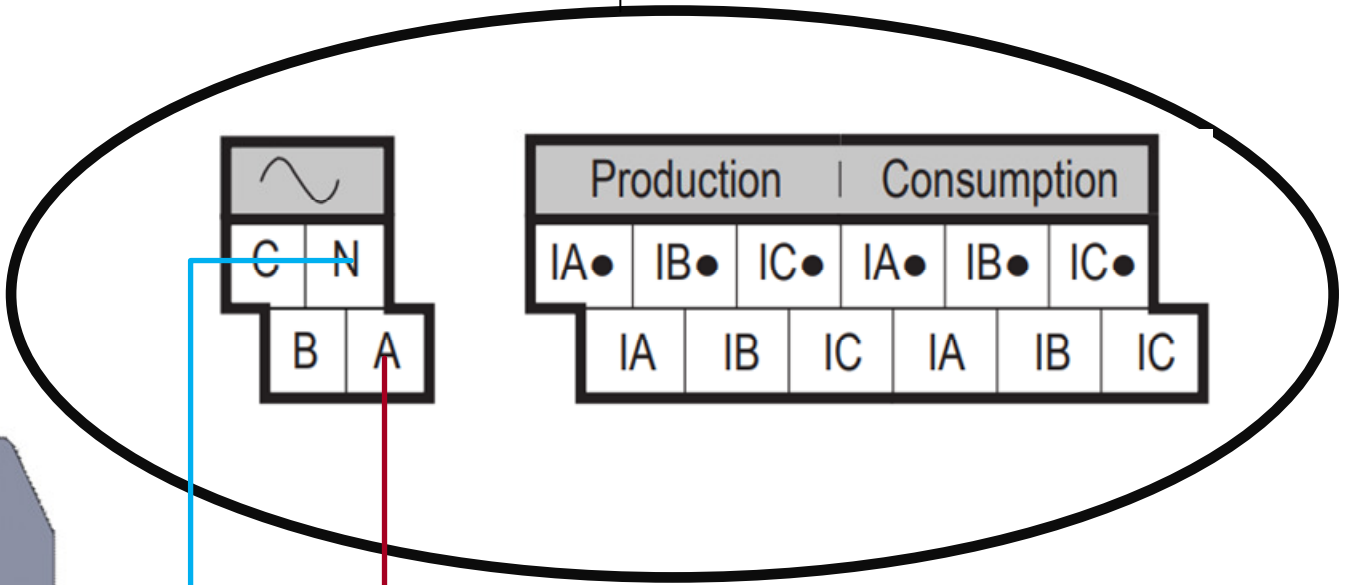 Production | Consumption
C N
IA● IB● IC● IA● IB● IC●
B A
IA IB IC IA IB IC